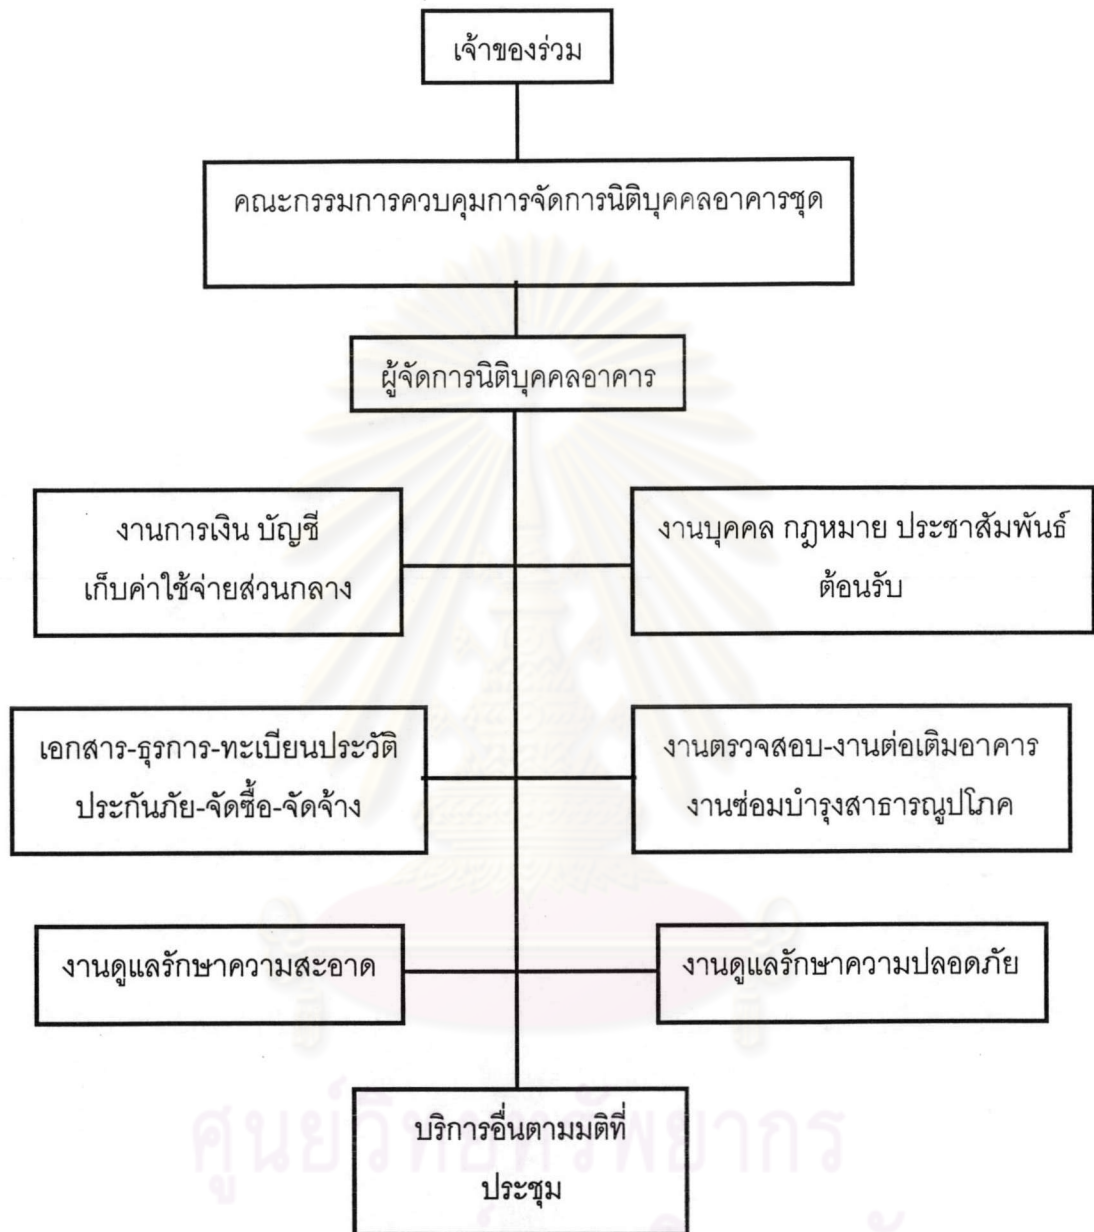 เจ้าของร่วม
คณะกรรมการควบคุมการจัดการนิติบุคคลอาคารชุด
ผู้จัดการนิติบุคคลอาคาร
งานการเงิน บัญชี
เก็บค่าใช้จ่ายส่วนกลาง
งานบุคคล กฎหมาย ประชาสัมพันธ์
ต้อนรับ
เอกสาร-ธุรการ-ทะเบียนประวัติ
ประกันภัย-จัดซื้อ-จัดจ้าง
งานตรวจสอบ-งานต่อเติมอาคาร
งานซ่อมบำรุงสาธารณูปโภค
งานดูแลรักษาความสะอาด
งานดูแลรักษาความปลอดภัย
บริการอื่นตามมติที่
ประชุม
ศูนย์วิทยทรัพยากร